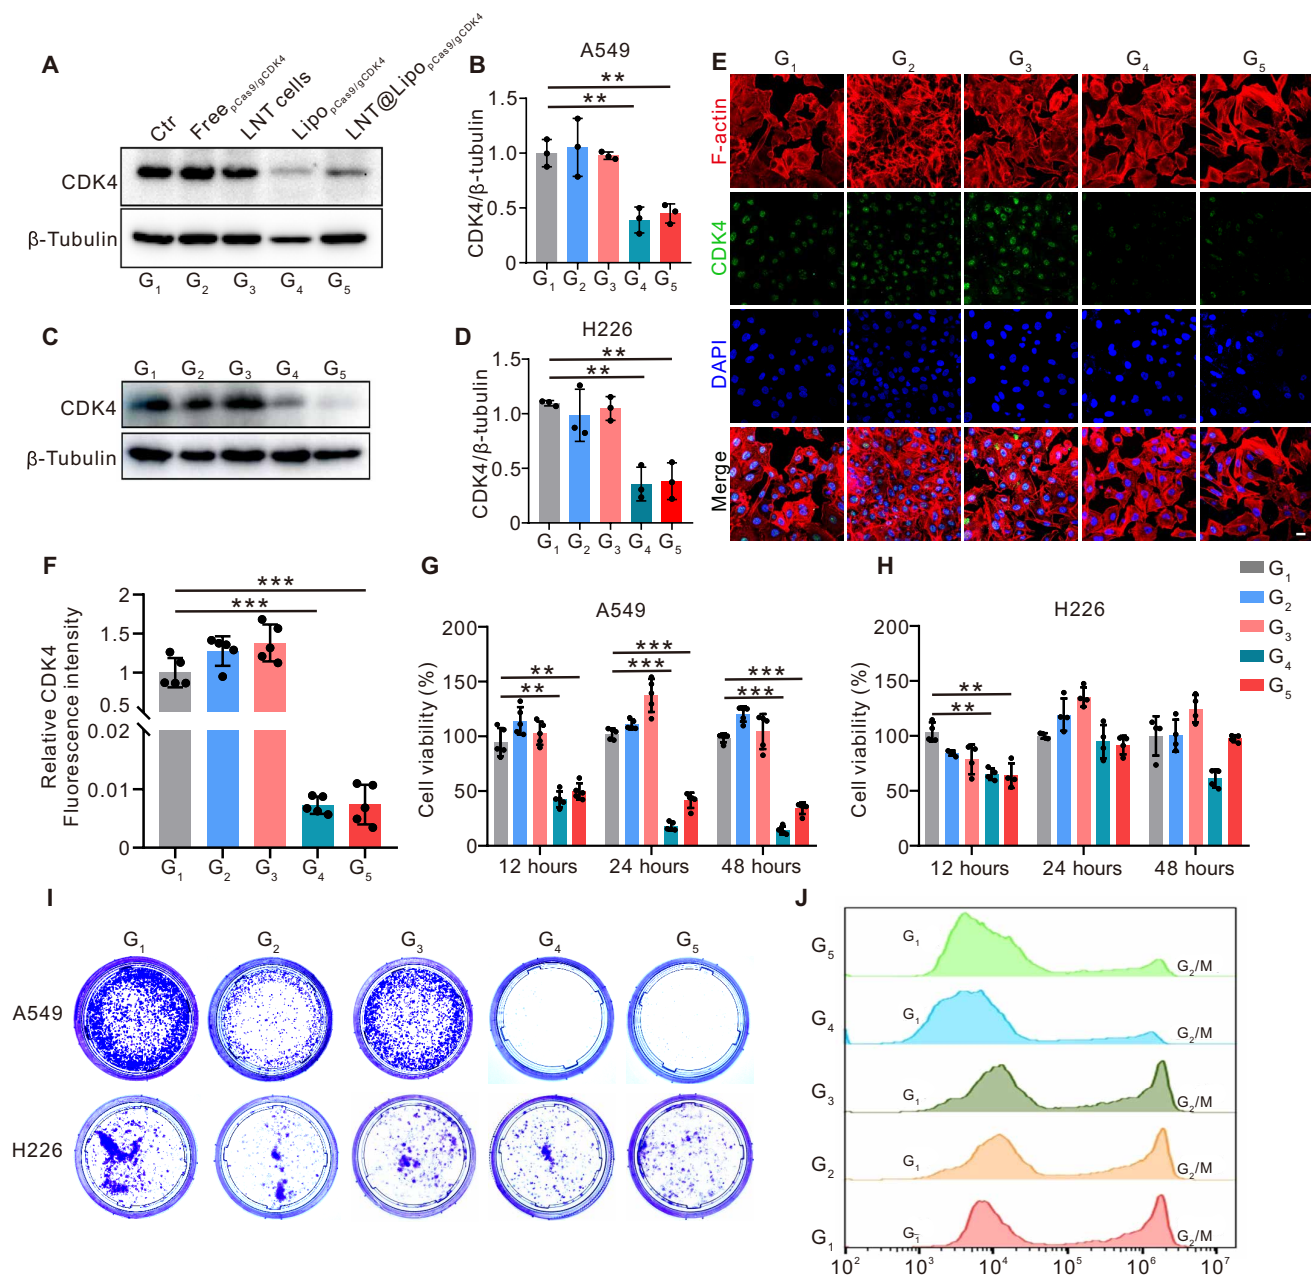 A
Ctr
Free pCas9/gCDK4
LNT cells
Lipo pCas9/gCDK4
LNT@Lipo pCas9/gCDK4
CDK4
β-Tubulin
G1 G2 G3 G4 G5
B
A549
**
**
CDK4/β-tubulin
1.5
1.0
0.5
0
G1 G2 G3 G4 G5
C
G1 G2 G3 G4 G5
CDK4
β-Tubulin
D
H226
**
**
CDK4/β-tubulin
1.5
1.0
0.5
0
G1 G2 G3 G4 G5
E
G1 G2 G3 G4 G5
F-actin
CDK4
DAPI
Merge
F
***
***
Relative CDK4
Fluorescence intensity
2
1.5
1
0.5
0.02
0.01
0
G1 G2 G3 G4 G5
G
A549
Cell viability (%)
200
150
100
50
0
**
**
***
***
***
***
12 hours 24 hours 48 hours
H
H226
Cell viability (%)
200
150
100
50
0
**
**
12 hours 24 hours 48 hours
G1
G2
G3
G4
G5
I
G1 G2 G3 G4 G5
A549
H226
J
G5 G1 G2/M
G4 G1 G2/M
G3 G1 G2/M
G2 G1 G2/M
G1 G1 G2/M
10^2 10^3 10^4 10^5 10^6 10^7